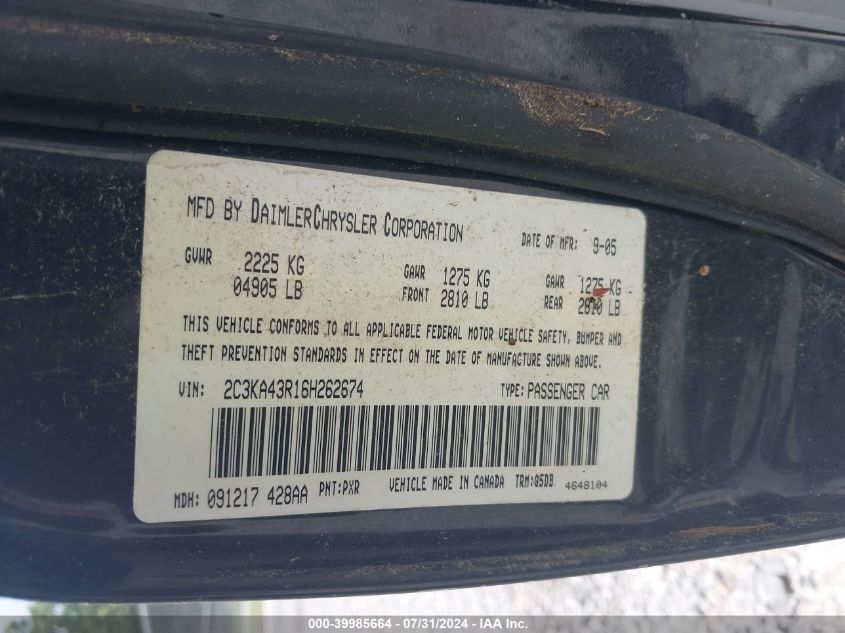 MFD BY DAIMLERCHRYSLER CORPORATION DATE OF MFR: 9-05
GVWR 2225 KG GAWR 1275 KG GAWR 1275 KG
04905 LB FRONT 2810 LB REAR 2810 LB
THIS VEHICLE CONFORMS TO ALL APPLICABLE FEDERAL MOTOR VEHICLE SAFETY, BUMPER AND
THEFT PREVENTION STANDARDS IN EFFECT ON THE DATE OF MANUFACTURE SHOWN ABOVE.
VIN: 2C3KA43R16H262674 TYPE: PASSENGER CAR
MDH: 091217 428AA PNT:PXR VEHICLE MADE IN CANADA TRM:Q5DB 4648104
000-39985664 / 07/31/2024 / © Copyright 2024 IAA, Inc.